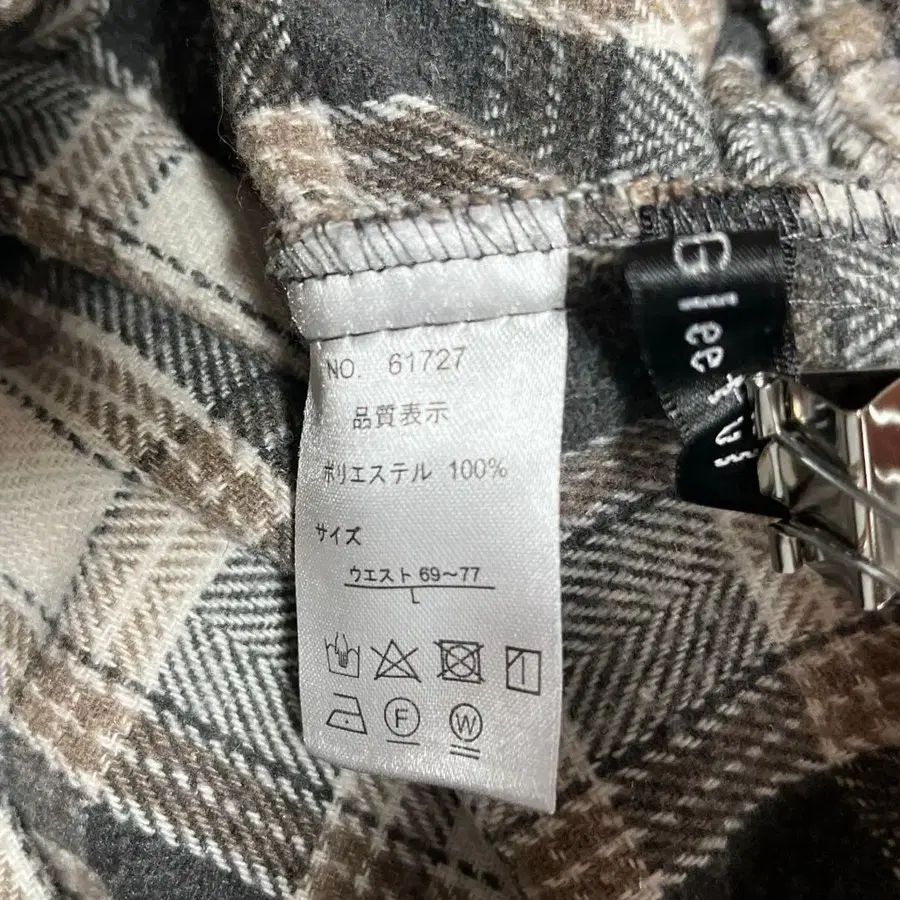 NO. 61727
品質表示
ポリエステル 100%
サイズ
ウエスト 69～77
L
F
W
Glee